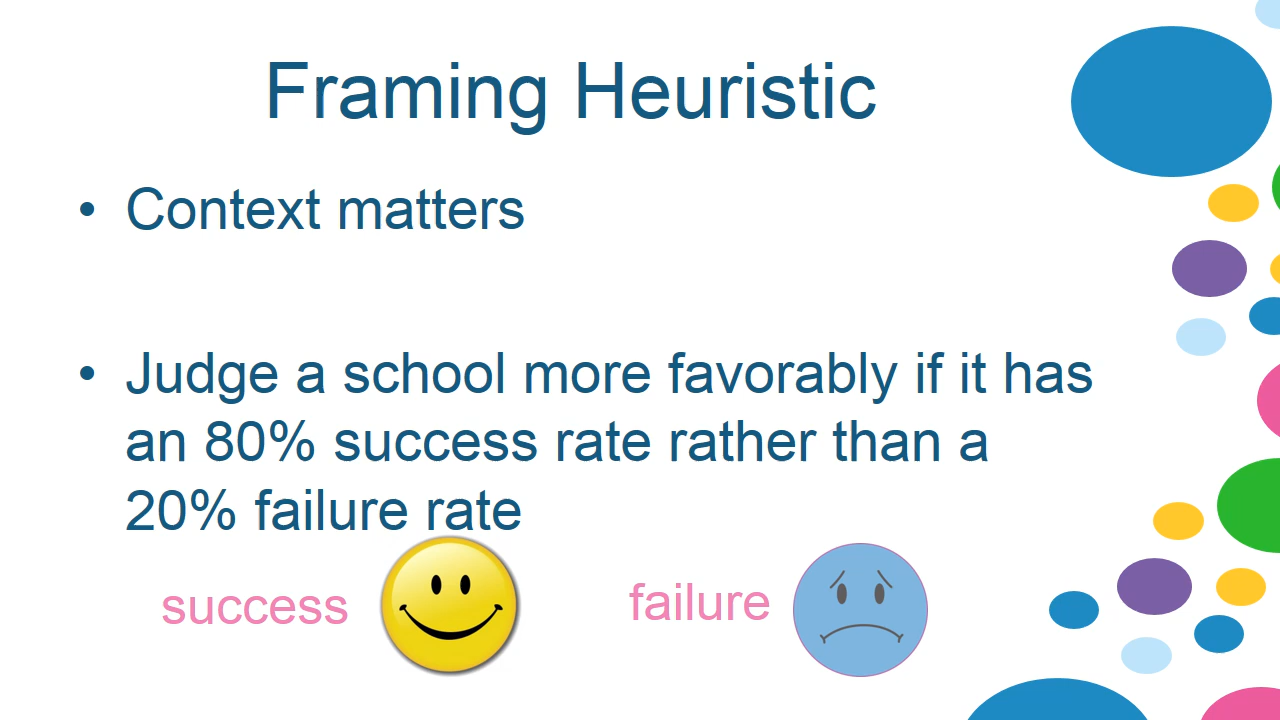 Framing Heuristic
• Context matters
• Judge a school more favorably if it has
an 80% success rate rather than a
20% failure rate
success
failure